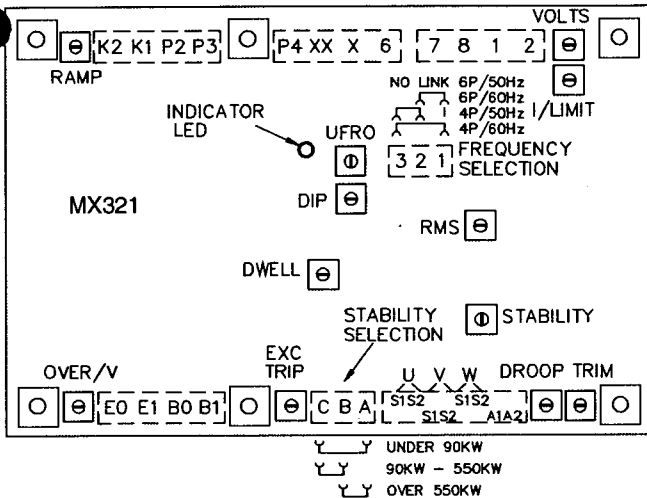 VOLTS
K2 K1 P2 P3
P4 XX X 6
7 8 1 2
RAMP
NO LINK 6P/50Hz
6P/60Hz
4P/50Hz
4P/60Hz
I/LIMIT
INDICATOR
LED
UFRO
3 2 1
FREQUENCY
SELECTION
DIP
MX321
RMS
DWELL
STABILITY
SELECTION
STABILITY
EXC
TRIP
OVER/V
U V W
DROOP TRIM
E0 E1 B0 B1
C B A
S1S2
S1S2
S1S2
A1A2
UNDER 90KW
90KW - 550KW
OVER 550KW